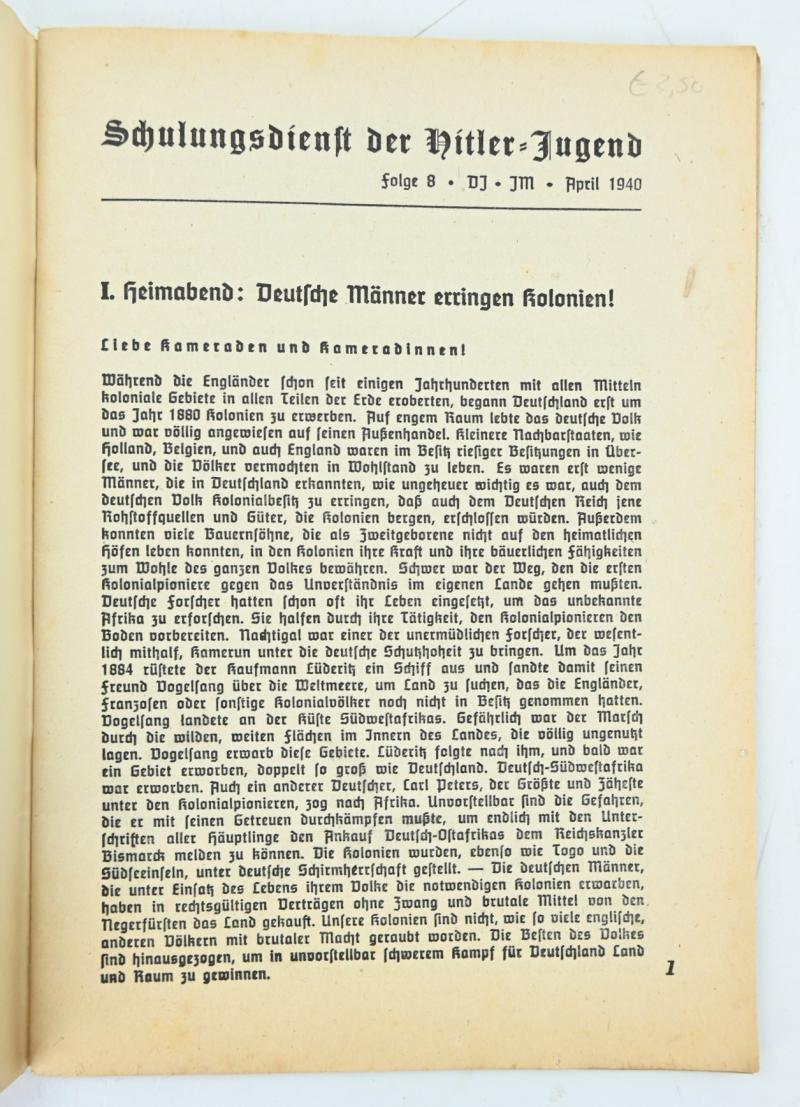 € 2,50
Schulungsdienst der Hitler-Jugend
Folge 8 • DJ • JM • April 1940
I. Heimabend: Deutsche Männer erringen Kolonien!
Liebe Kameraden und Kameradinnen!
Während die Engländer schon seit einigen Jahrhunderten mit allen Mitteln
koloniale Gebiete in allen Teilen der Erde eroberten, begann Deutschland erst um
das Jahr 1880 Kolonien zu erwerben. Auf engem Raum lebte das deutsche Volk
und war völlig angewiesen auf seinen Außenhandel. Kleinere Nachbarstaaten, wie
Holland, Belgien, und auch England waren im Besitz riesiger Besitzungen in Über-
see, und die Völker vermochten in Wohlstand zu leben. Es waren erst wenige
Männer, die in Deutschland erkannten, wie ungeheuer wichtig es war, auch dem
deutschen Volk Kolonialbesitz zu erringen, daß auch dem Deutschen Reich jene
Rohstoffquellen und Güter, die Kolonien bergen, erschlossen würden. Außerdem
konnten viele Bauernsöhne, die als Zweitgeborene nicht auf den heimatlichen
Höfen leben konnten, in den Kolonien ihre Kraft und ihre bäuerlichen Fähigkeiten
zum Wohle des ganzen Volkes bewähren. Schwer war der Weg, den die ersten
Kolonialpioniere gegen das Unverständnis im eigenen Lande gehen mußten.
Deutsche Forscher hatten schon oft ihr Leben eingesetzt, um das unbekannte
Afrika zu erforschen. Sie halfen durch ihre Tätigkeit, den Kolonialpionieren den
Boden vorbereiten. Nachtigal war einer der unermüdlichen Forscher, der wesent-
lich mithalf, Kamerun unter die deutsche Schutzhoheit zu bringen. Um das Jahr
1884 rüstete der Kaufmann Lüderitz ein Schiff aus und sandte damit seinen
Freund Vogelsang über die Weltmeere, um Land zu suchen, das die Engländer,
Franzosen oder sonstige Kolonialvölker noch nicht in Besitz genommen hatten.
Vogelsang landete an der Küste Südwestafrikas. Gefährlich war der Marsch
durch die wilden, weiten Flächen im Innern des Landes, die völlig ungenutzt
lagen. Vogelsang erwarb diese Gebiete. Lüderitz folgte nach ihm, und bald war
ein Gebiet erworben, doppelt so groß wie Deutschland. Deutsch-Südwestafrika
war erworben. Auch ein anderer Deutscher, Carl Peters, der Größte und Zäheste
unter den Kolonialpionieren, zog nach Afrika. Unvorstellbar sind die Gefahren,
die er mit seinen Getreuen durchkämpfen mußte, um endlich mit den Unter-
schriften aller Häuptlinge den Ankauf Deutsch-Ostafrikas dem Reichskanzler
Bismarck melden zu können. Die Kolonien wurden, ebenso wie Togo und die
Südseeinseln, unter deutsche Schirmherrschaft gestellt. — Die deutschen Männer,
die unter Einsatz des Lebens ihrem Volke die notwendigen Kolonien erwarben,
haben in rechtsgültigen Verträgen ohne Zwang und brutale Mittel von den
Negerfürsten das Land gekauft. Unsere Kolonien sind nicht, wie so viele englische,
anderen Völkern mit brutaler Macht geraubt worden. Die Besten des Volkes
sind hinausgezogen, um in unvorstellbar schwerem Kampf für Deutschland Land
und Raum zu gewinnen.
1